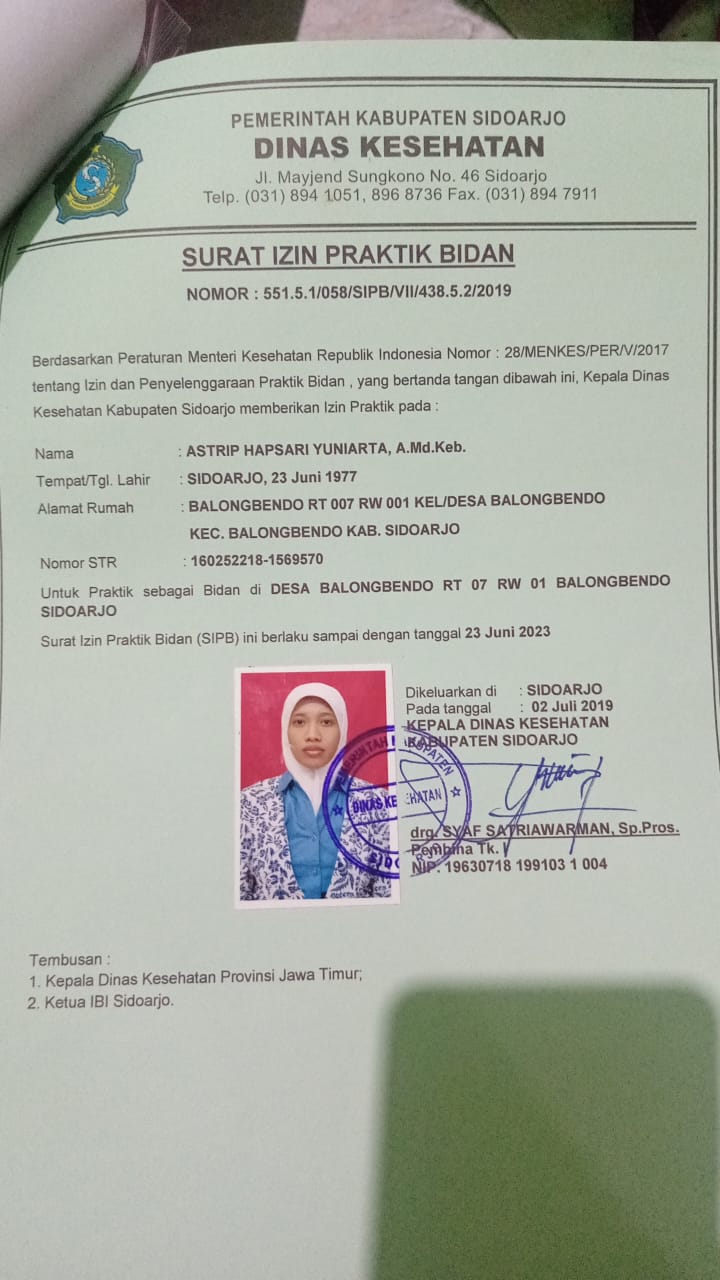 PEMERINTAH KABUPATEN SIDOARJO
DINAS KESEHATAN
Jl. Mayjend Sungkono No. 46 Sidoarjo
Telp. (031) 894 1051, 896 8736 Fax. (031) 894 7911
SURAT IZIN PRAKTIK BIDAN
NOMOR : 551.5.1/058/SIPB/VII/438.5.2/2019
Berdasarkan Peraturan Menteri Kesehatan Republik Indonesia Nomor : 28/MENKES/PER/V/2017
tentang Izin dan Penyelenggaraan Praktik Bidan , yang bertanda tangan dibawah ini, Kepala Dinas
Kesehatan Kabupaten Sidoarjo memberikan Izin Praktik pada :
Nama : ASTRIP HAPSARI YUNIARTA, A.Md.Keb.
Tempat/Tgl. Lahir : SIDOARJO, 23 Juni 1977
Alamat Rumah : BALONGBENDO RT 007 RW 001 KEL/DESA BALONGBENDO
KEC. BALONGBENDO KAB. SIDOARJO
Nomor STR : 160252218-1569570
Untuk Praktik sebagai Bidan di DESA BALONGBENDO RT 07 RW 01 BALONGBENDO
SIDOARJO
Surat Izin Praktik Bidan (SIPB) ini berlaku sampai dengan tanggal 23 Juni 2023
Dikeluarkan di : SIDOARJO
Pada tanggal : 02 Juli 2019
KEPALA DINAS KESEHATAN
KABUPATEN SIDOARJO
DINAS KESEHATAN
drg. SYAF SATRIAWARMAN, Sp.Pros.
Pembina Tk. I
NIP. 19630718 199103 1 004
Tembusan :
1. Kepala Dinas Kesehatan Provinsi Jawa Timur;
2. Ketua IBI Sidoarjo.